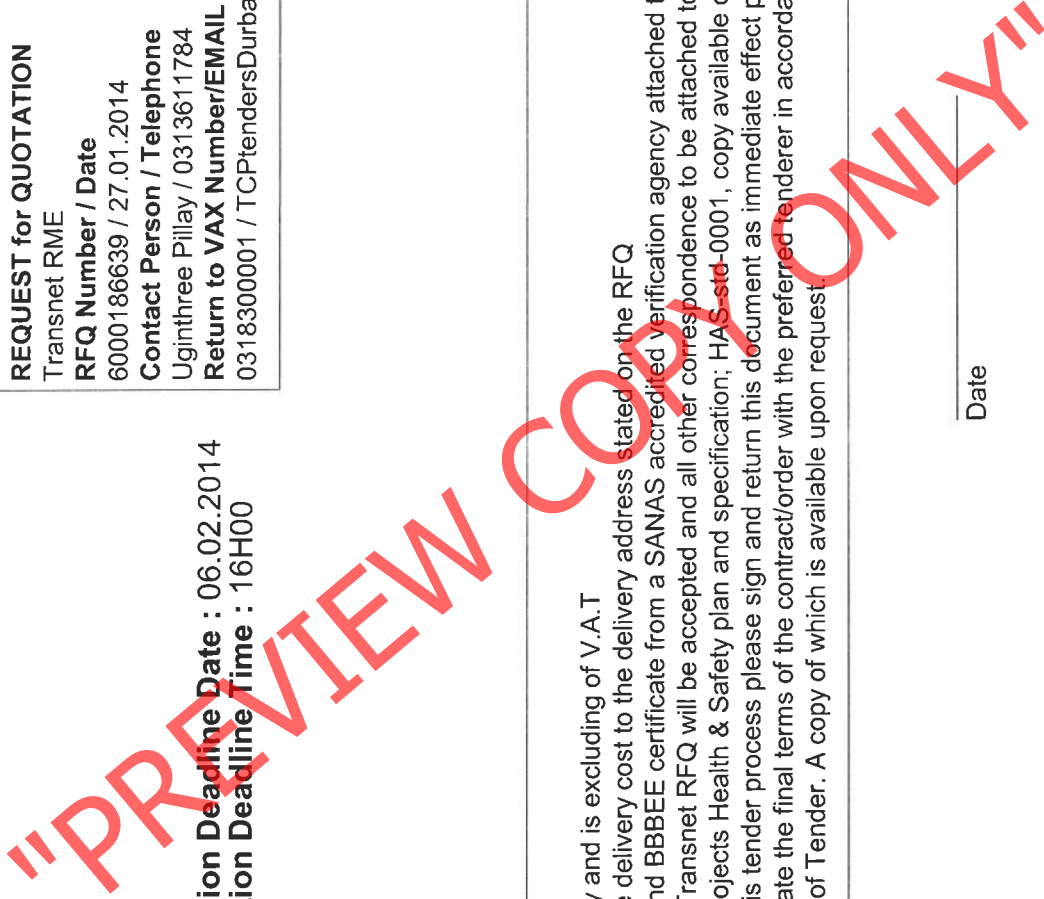 REQUEST for QUOTATION
Transnet RME
RFQ Number / Date
6000186639 / 27.01.2014
Contact Person / Telephone
Uginthree Pillay / 0313611784
Return to VAX Number/EMAIL
0318300001 / TCPtendersDurba
ion Deadline Date : 06.02.2014
ion Deadline Time : 16H00
y and is excluding of V.A.T
e delivery cost to the delivery address stated on the RFQ
nd BBBEE certificate from a SANAS accredited verification agency attached t
Transnet RFQ will be accepted and all other correspondence to be attached to
ojects Health & Safety plan and specification; HAS-std-0001, copy available o
is tender process please sign and return this document as immediate effect p
ate the final terms of the contract/order with the preferred tenderer in accorda
of Tender. A copy of which is available upon request.
Date
"PREVIEW COPY ONLY"